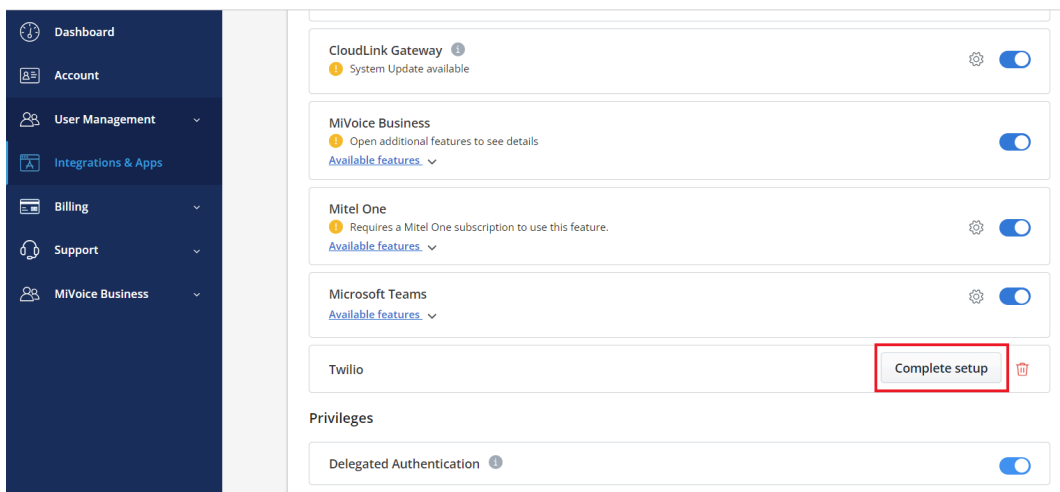 Dashboard
Account
User Management
Integrations & Apps
Billing
Support
MiVoice Business
CloudLink Gateway
System Update available
MiVoice Business
Open additional features to see details
Available features
Mitel One
Requires a Mitel One subscription to use this feature.
Available features
Microsoft Teams
Available features
Twilio
Complete setup
Privileges
Delegated Authentication